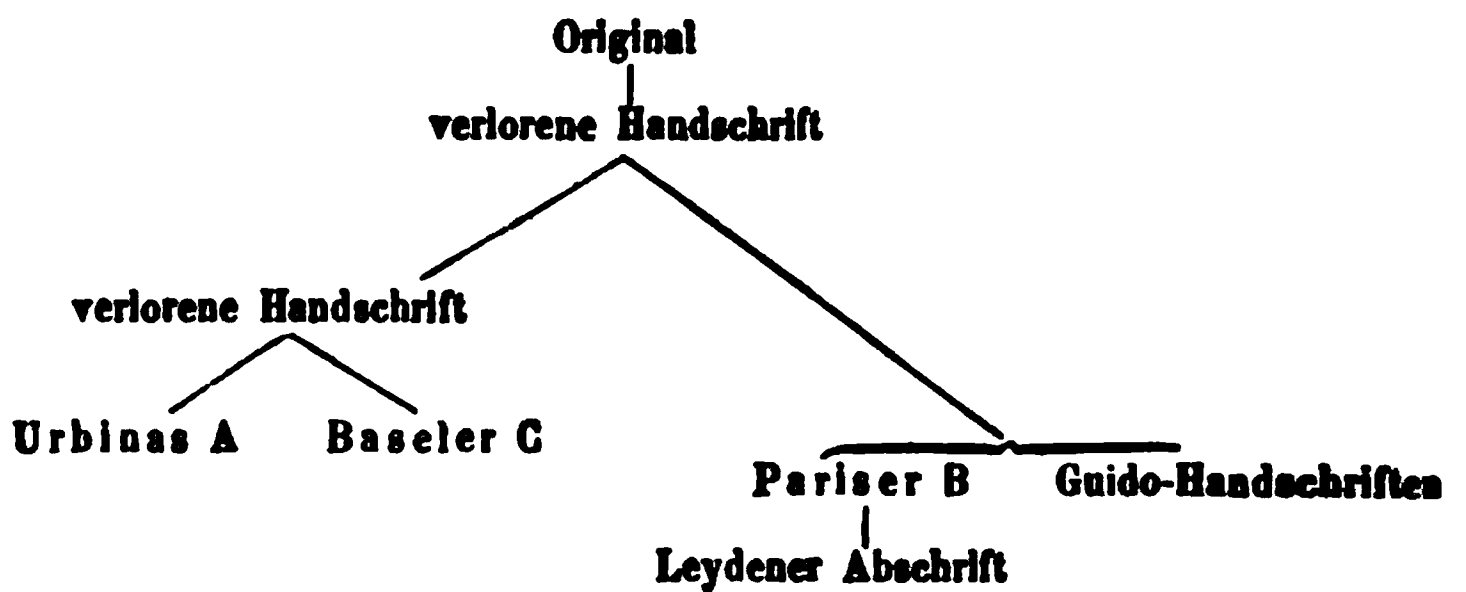 Original
verlorene Handschrift
verlorene Handschrift
Urbinas A Baseler C
Pariser B Guido-Handschriften
Leydener Abschrift